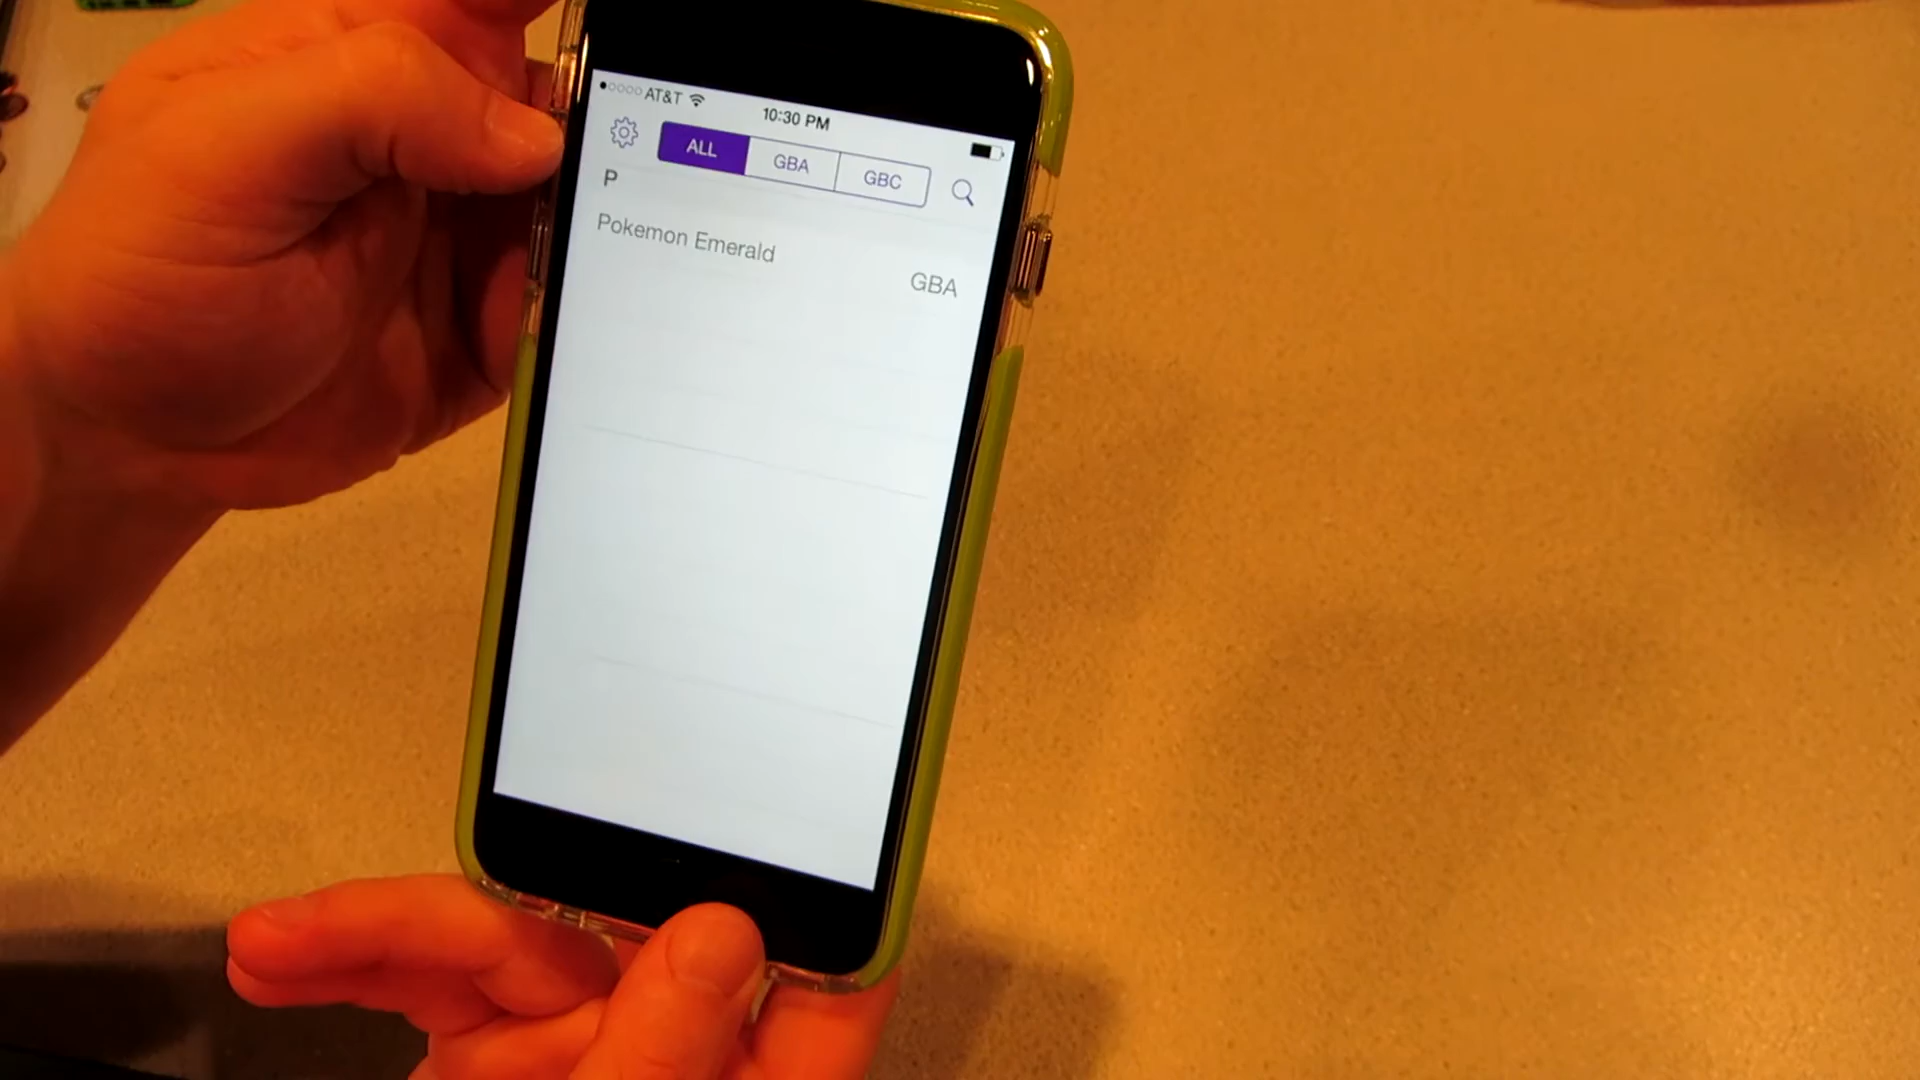 AT&T
10:30 PM
ALL GBA GBC
P
Pokemon Emerald
GBA